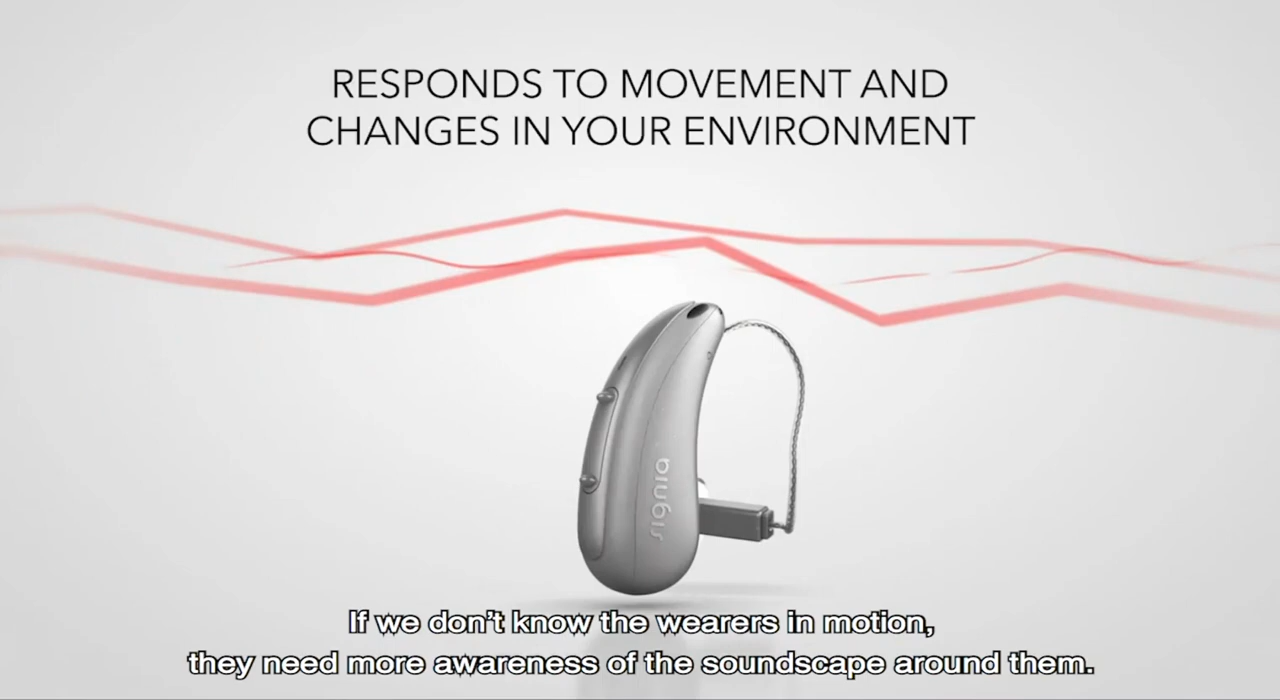 RESPONDS TO MOVEMENT AND
CHANGES IN YOUR ENVIRONMENT
signia
If we don't know the wearers in motion,
they need more awareness of the soundscape around them.